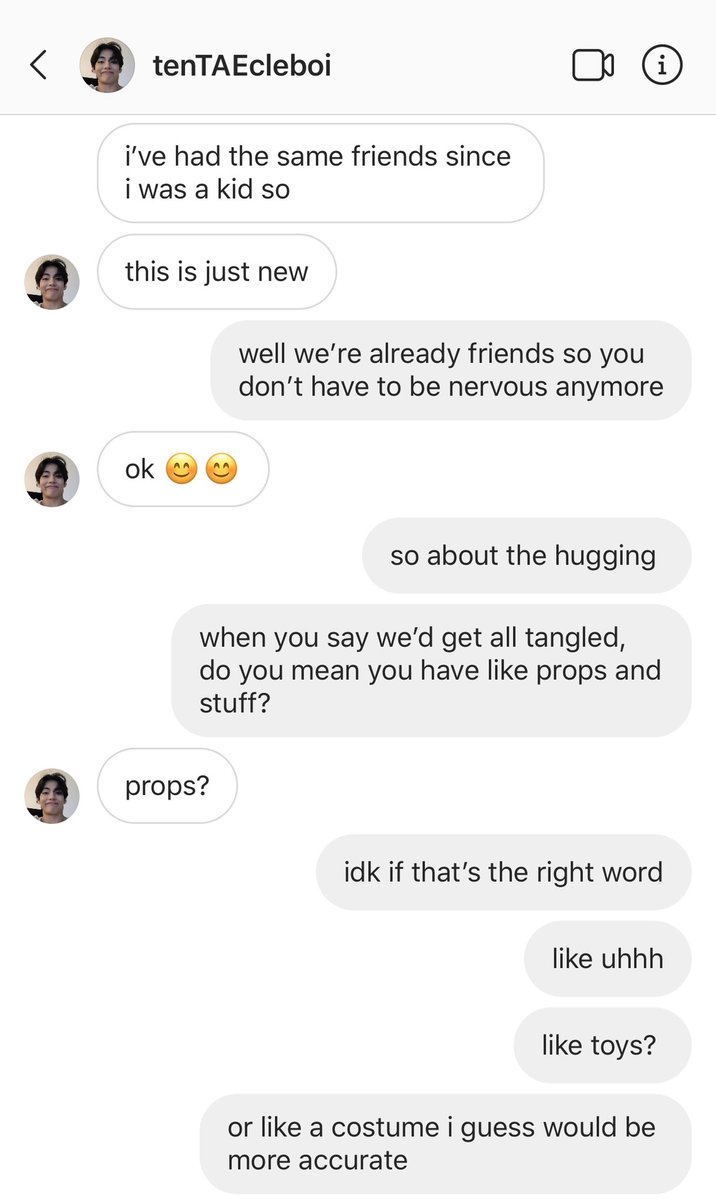 tenTAEcleboi
i’ve had the same friends since
i was a kid so
this is just new
well we’re already friends so you
don’t have to be nervous anymore
ok 😊😊
so about the hugging
when you say we’d get all tangled,
do you mean you have like props and
stuff?
props?
idk if that’s the right word
like uhhh
like toys?
or like a costume i guess would be
more accurate